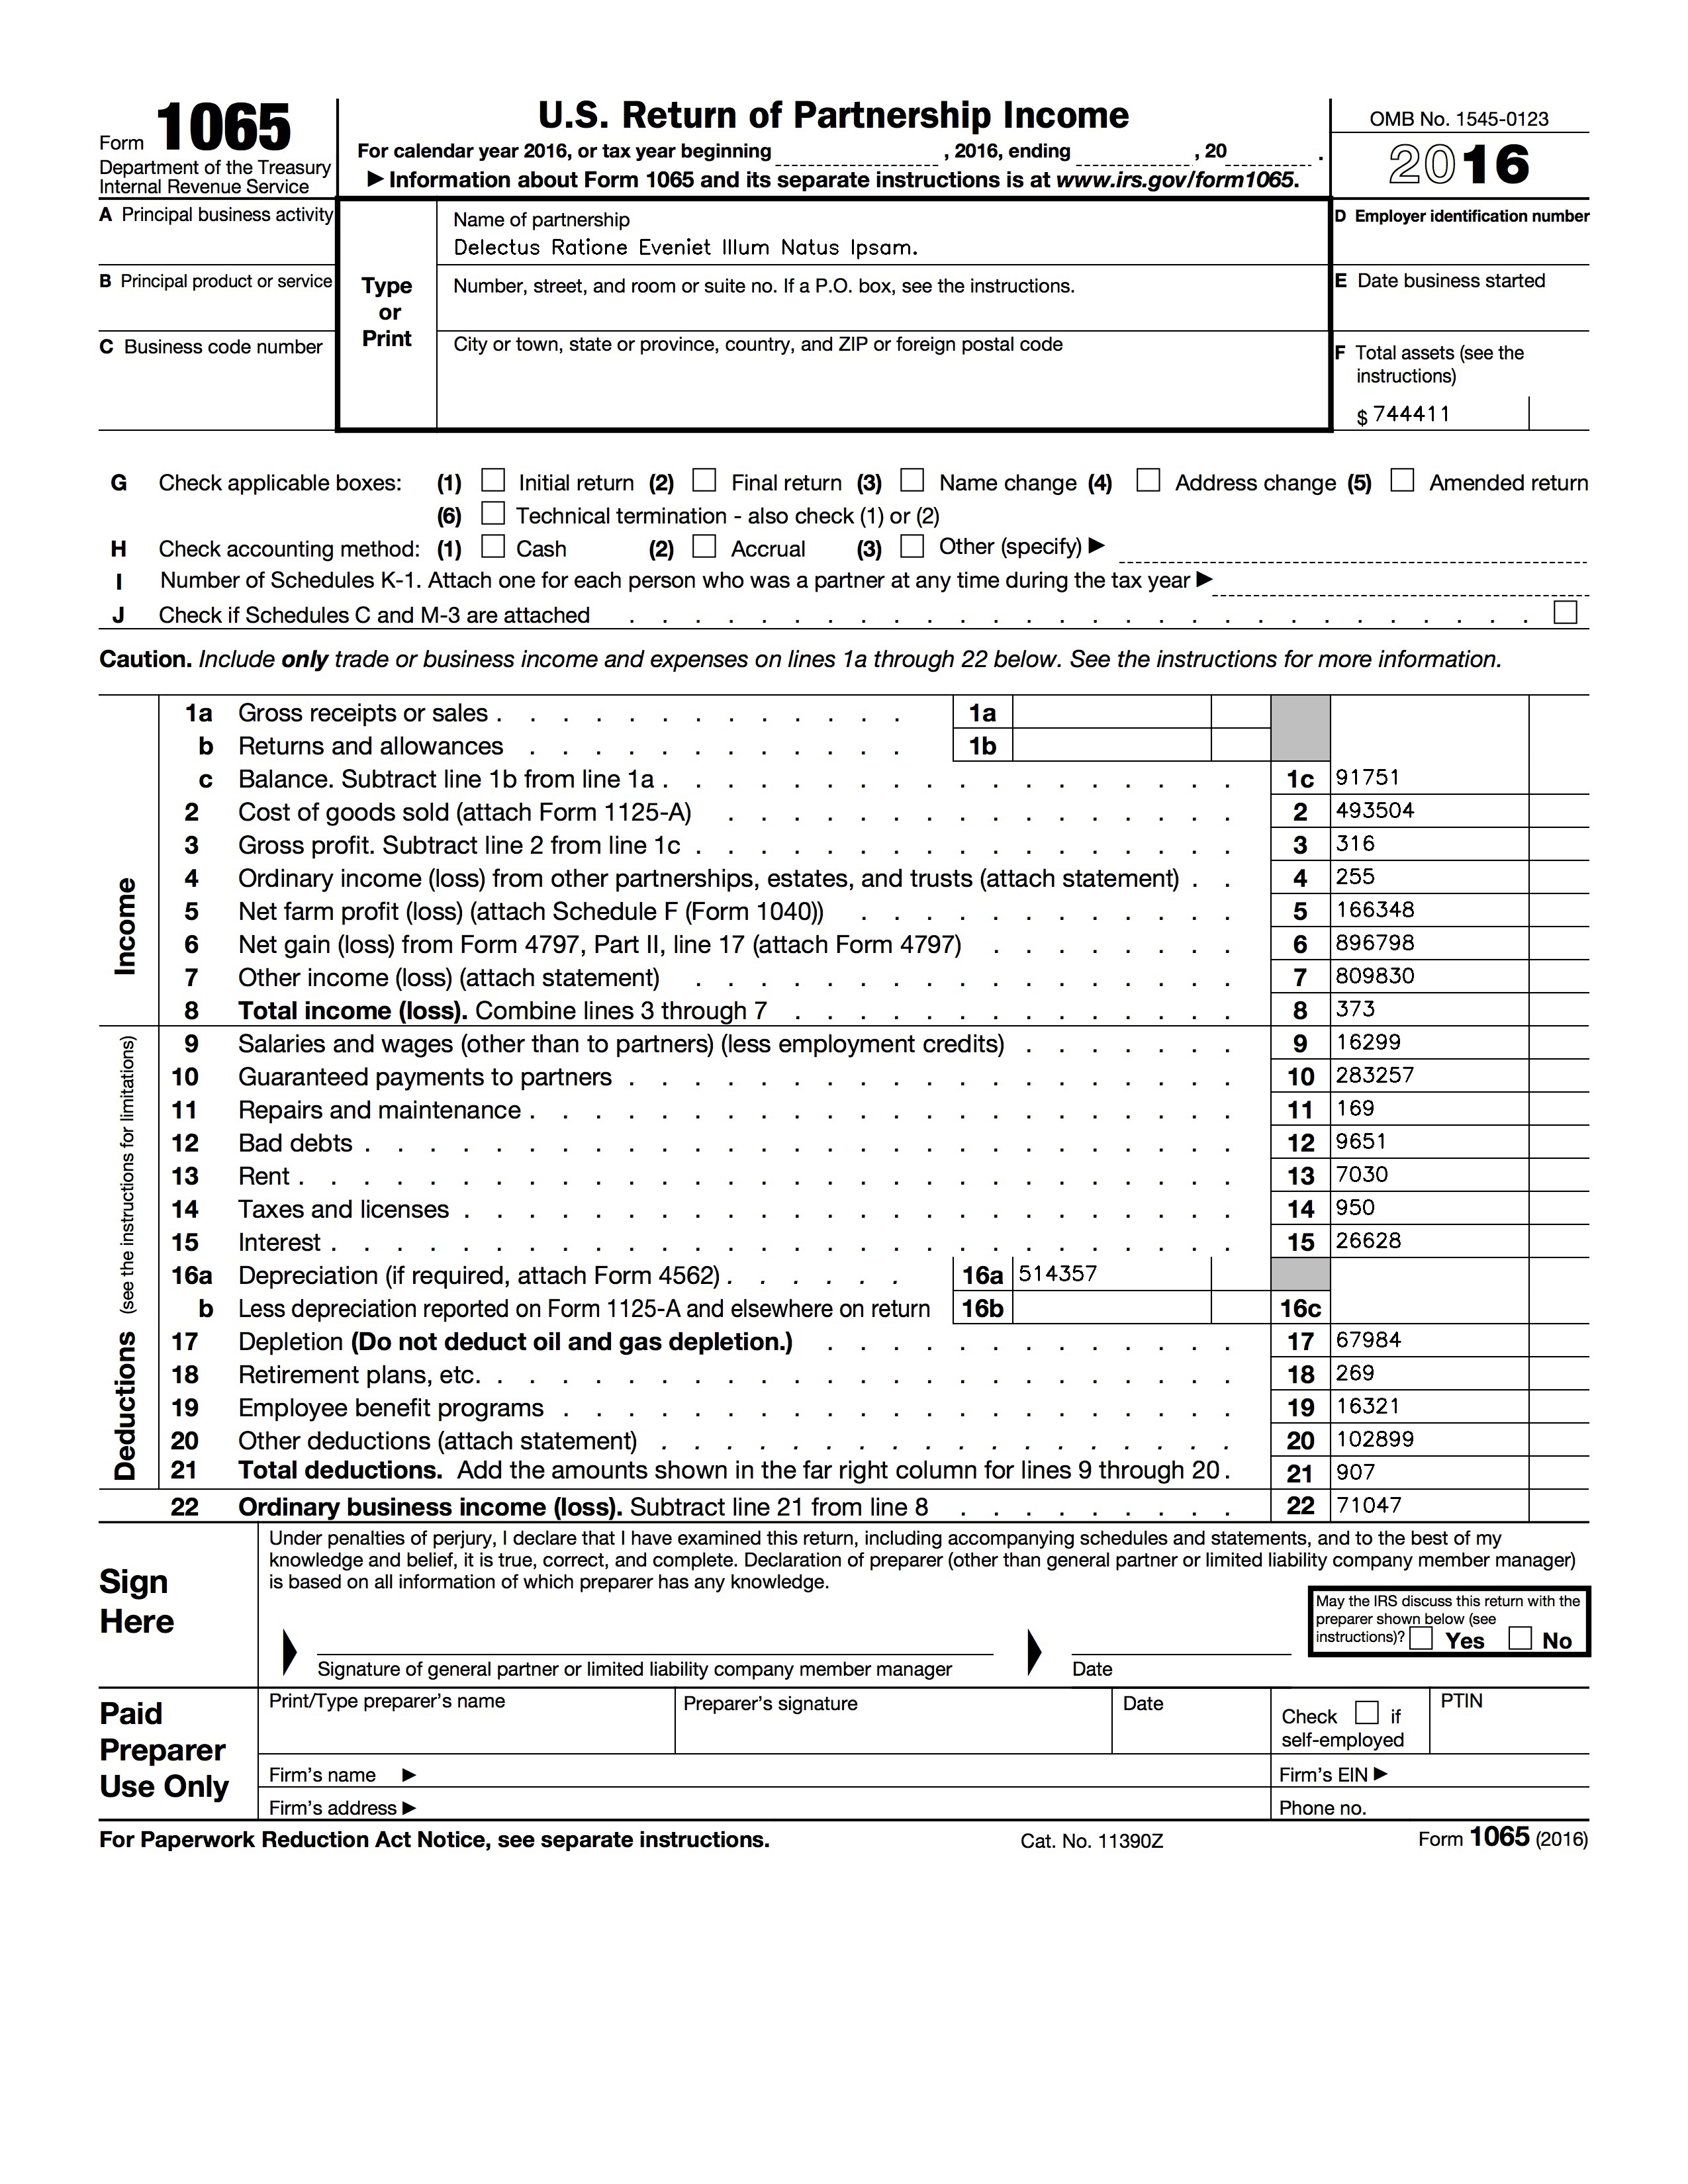 Form 1065
Department of the Treasury
Internal Revenue Service
U.S. Return of Partnership Income
For calendar year 2016, or tax year beginning , 2016, ending , 20 .
▶ Information about Form 1065 and its separate instructions is at www.irs.gov/form1065.
OMB No. 1545-0123
2016
A Principal business activity
B Principal product or service
C Business code number
Type
or
Print
Name of partnership
Delectus Ratione Eveniet Illum Natus Ipsam.
Number, street, and room or suite no. If a P.O. box, see the instructions.
City or town, state or province, country, and ZIP or foreign postal code
D Employer identification number
E Date business started
F Total assets (see the
instructions)
$ 744411
G Check applicable boxes: (1) Initial return (2) Final return (3) Name change (4) Address change (5) Amended return
(6) Technical termination - also check (1) or (2)
H Check accounting method: (1) Cash (2) Accrual (3) Other (specify) ▶
I Number of Schedules K-1. Attach one for each person who was a partner at any time during the tax year ▶
J Check if Schedules C and M-3 are attached
Caution. Include only trade or business income and expenses on lines 1a through 22 below. See the instructions for more information.
Income
1a Gross receipts or sales 1a
b Returns and allowances 1b
c Balance. Subtract line 1b from line 1a 1c 91751
2 Cost of goods sold (attach Form 1125-A) 2 493504
3 Gross profit. Subtract line 2 from line 1c 3 316
4 Ordinary income (loss) from other partnerships, estates, and trusts (attach statement) 4 255
5 Net farm profit (loss) (attach Schedule F (Form 1040)) 5 166348
6 Net gain (loss) from Form 4797, Part II, line 17 (attach Form 4797) 6 896798
7 Other income (loss) (attach statement) 7 809830
8 Total income (loss). Combine lines 3 through 7 8 373
Deductions (see the instructions for limitations)
9 Salaries and wages (other than to partners) (less employment credits) 9 16299
10 Guaranteed payments to partners 10 283257
11 Repairs and maintenance 11 169
12 Bad debts 12 9651
13 Rent 13 7030
14 Taxes and licenses 14 950
15 Interest 15 26628
16a Depreciation (if required, attach Form 4562) 16a 514357
b Less depreciation reported on Form 1125-A and elsewhere on return 16b 16c
17 Depletion (Do not deduct oil and gas depletion.) 17 67984
18 Retirement plans, etc. 18 269
19 Employee benefit programs 19 16321
20 Other deductions (attach statement) 20 102899
21 Total deductions. Add the amounts shown in the far right column for lines 9 through 20 21 907
22 Ordinary business income (loss). Subtract line 21 from line 8 22 71047
Sign
Here
Under penalties of perjury, I declare that I have examined this return, including accompanying schedules and statements, and to the best of my
knowledge and belief, it is true, correct, and complete. Declaration of preparer (other than general partner or limited liability company member manager)
is based on all information of which preparer has any knowledge.
Signature of general partner or limited liability company member manager
Date
May the IRS discuss this return with the
preparer shown below (see
instructions)? Yes No
Paid
Preparer
Use Only
Print/Type preparer's name
Preparer's signature
Date
Check if
self-employed
PTIN
Firm's name ▶
Firm's EIN ▶
Firm's address ▶
Phone no.
For Paperwork Reduction Act Notice, see separate instructions.
Cat. No. 11390Z
Form 1065 (2016)